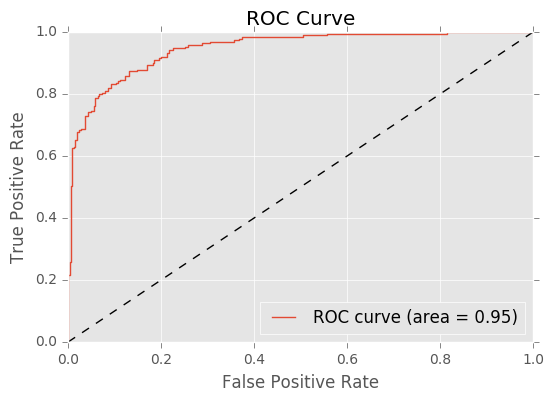 ROC Curve
1.0
0.8
0.6
0.4
0.2
0.0
True Positive Rate
ROC curve (area = 0.95)
0.0 0.2 0.4 0.6 0.8 1.0
False Positive Rate